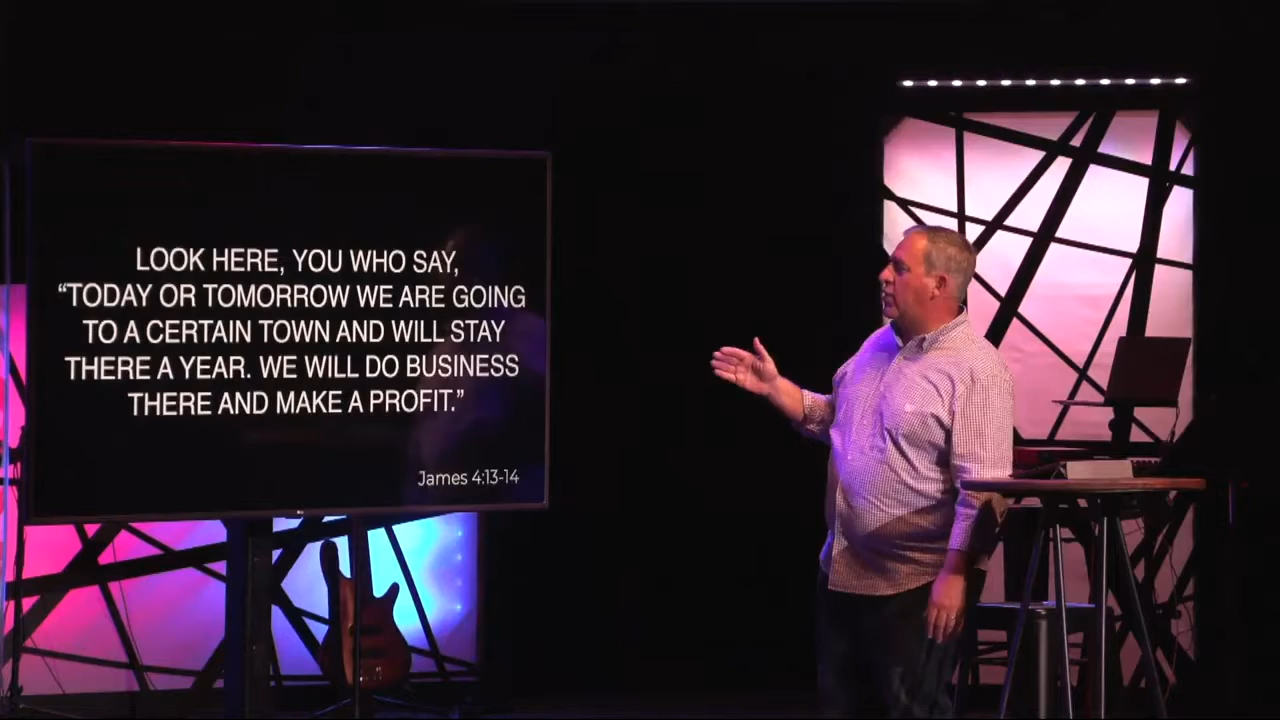 LOOK HERE, YOU WHO SAY,
“TODAY OR TOMORROW WE ARE GOING
TO A CERTAIN TOWN AND WILL STAY
THERE A YEAR. WE WILL DO BUSINESS
THERE AND MAKE A PROFIT.”
James 4:13-14